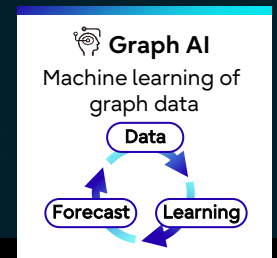 Graph AI
Machine learning of
graph data
Data
Forecast
Learning